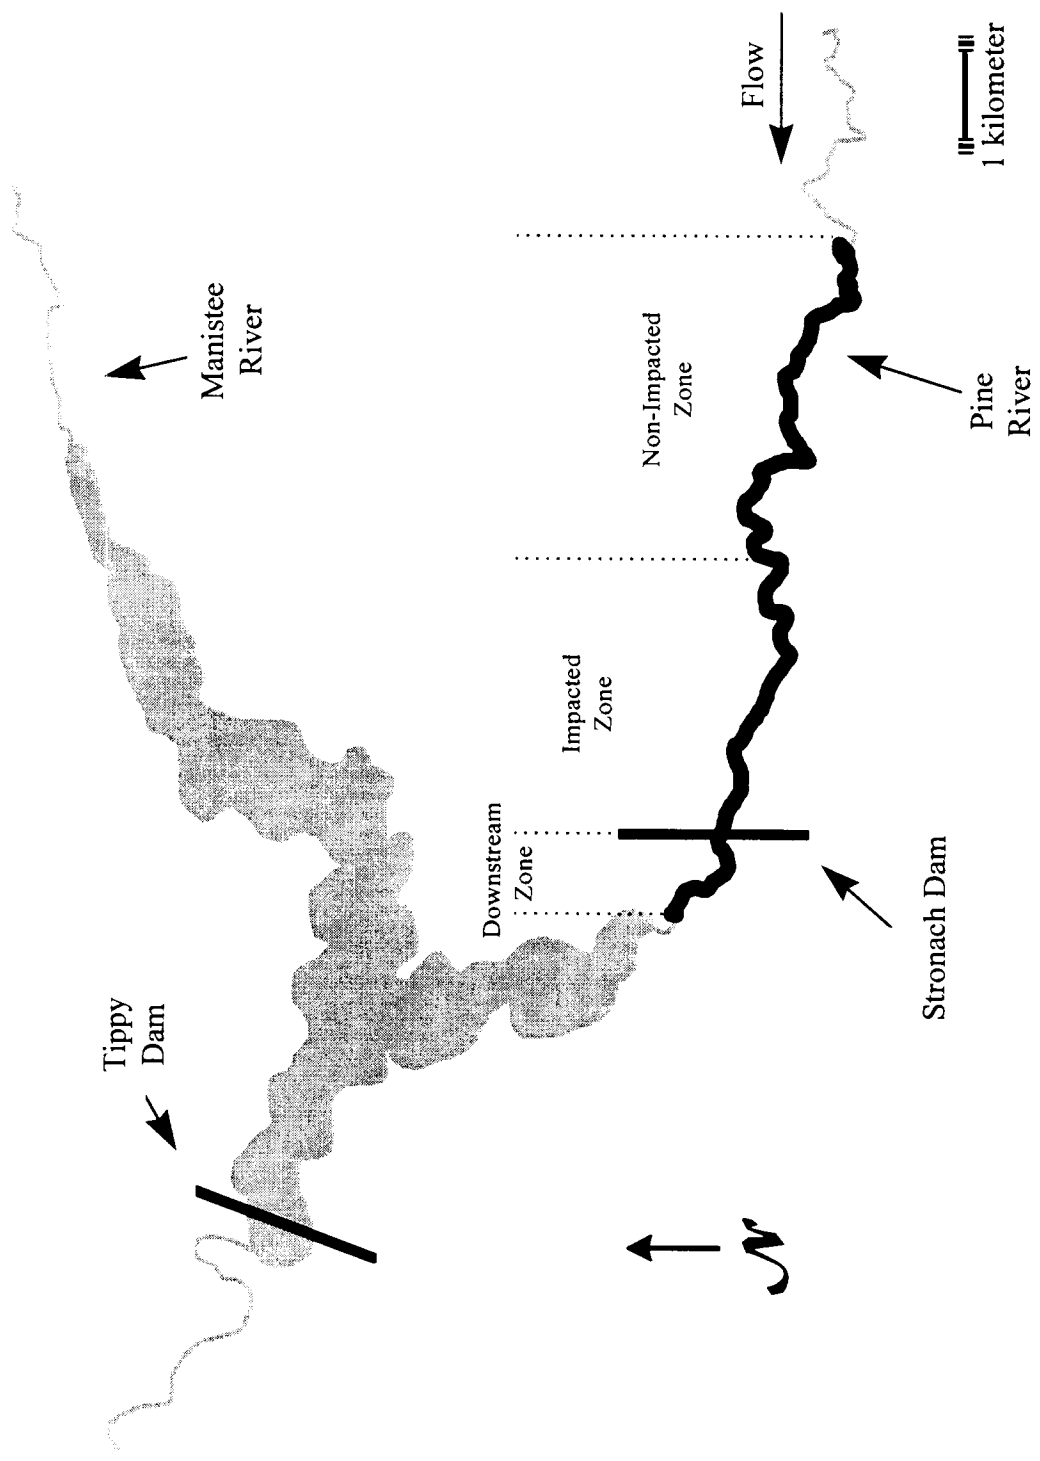 Tippy
Dam
Manistee
River
Flow
Downstream
Zone
Impacted
Zone
Non-Impacted
Zone
Stronach Dam
Pine
River
N
1 kilometer